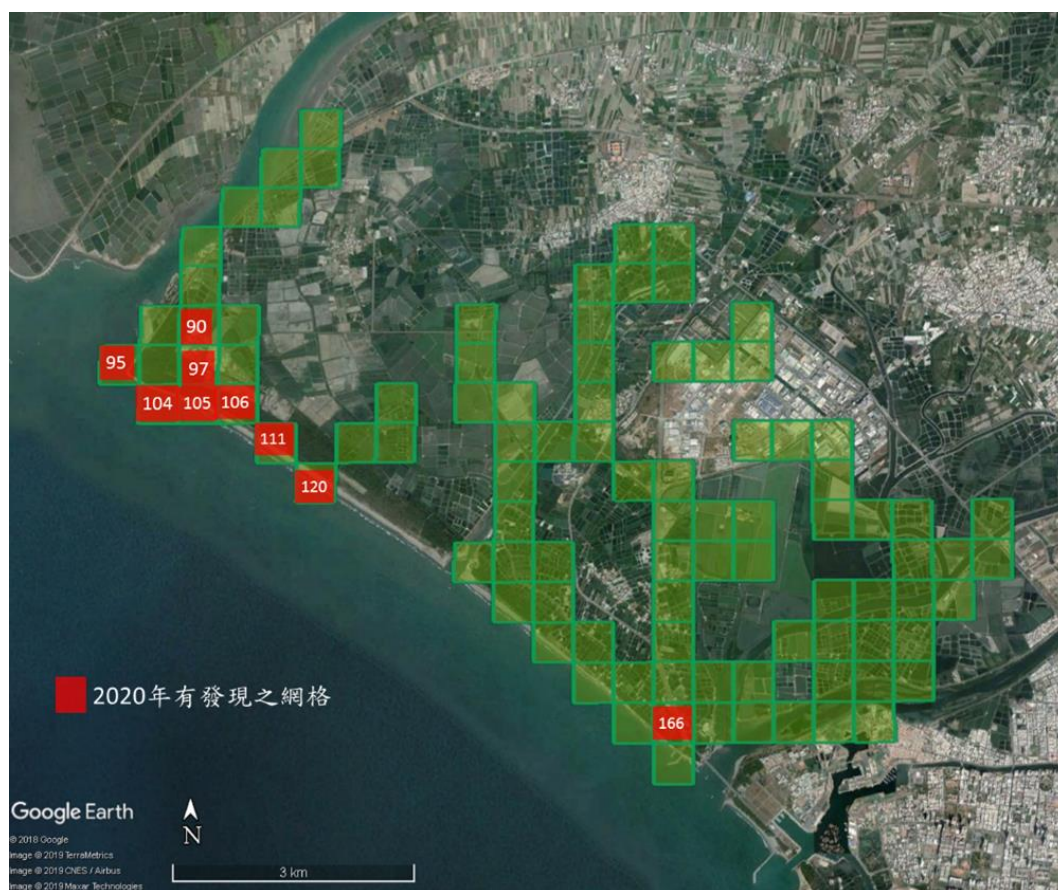 90
95
97
104 105 106
111
120
2020年有發現之網格
166
Google Earth
N
© 2018 Google
Image © 2019 TerraMetrics
Image © 2019 CNES / Airbus
Image © 2019 Maxar Technologies
3 km